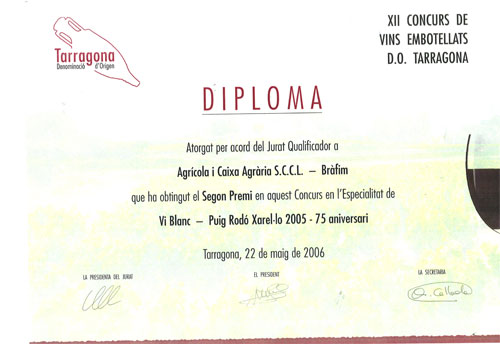 Tarragona
Denominació d'Origen
XII CONCURS DE
VINS EMBOTELLATS
D.O. TARRAGONA
DIPLOMA
Atorgat per acord del Jurat Qualificador a
Agrícola i Caixa Agrària S.C.C.L. – Bràfim
que ha obtingut el Segon Premi en aquest Concurs en l'Especialitat de
Vi Blanc – Puig Rodó Xarel·lo 2005 - 75 aniversari
Tarragona, 22 de maig de 2006
LA PRESIDENTA DEL JURAT
EL PRESIDENT
LA SECRETARIA